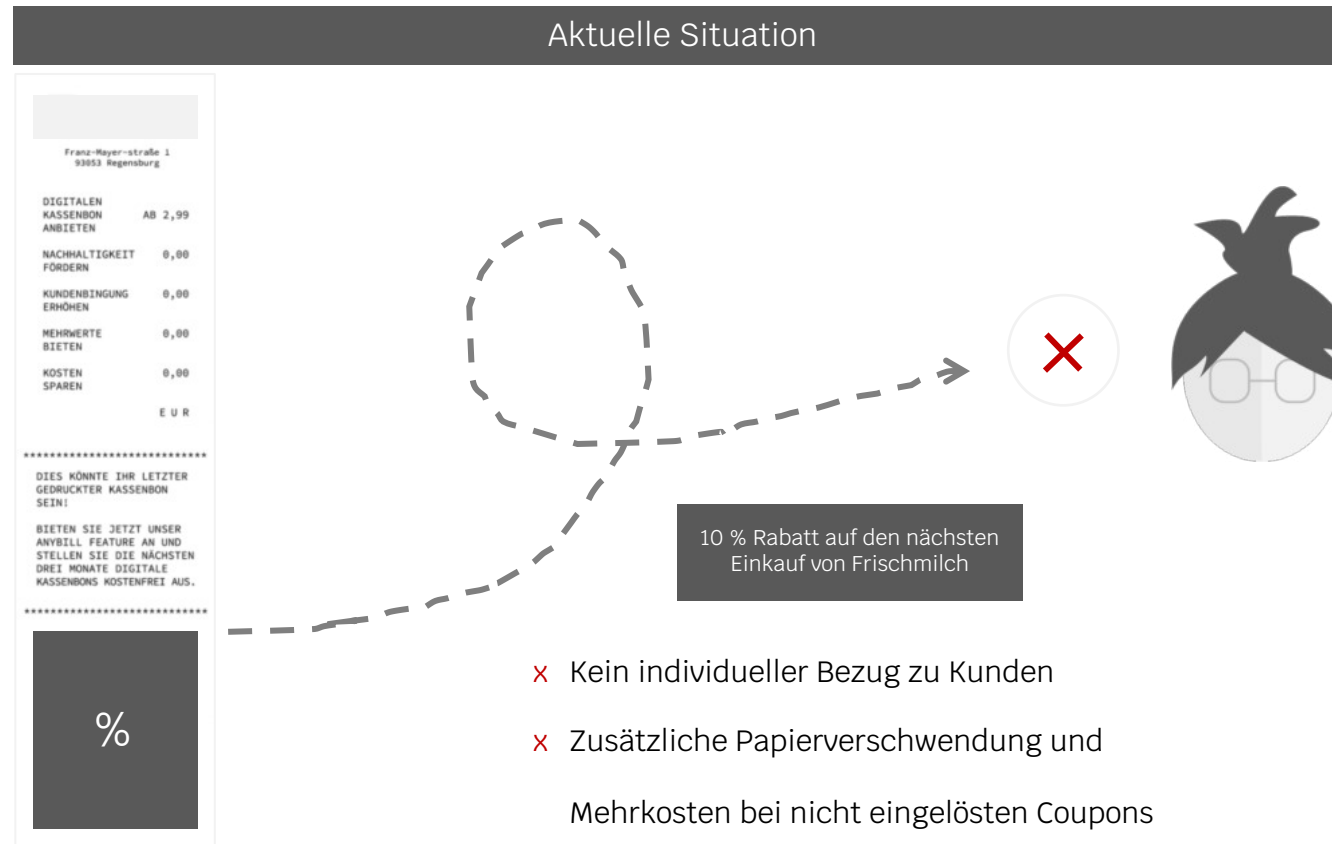 Aktuelle Situation
Franz-Mayer-straße 1
93053 Regensburg
DIGITALEN
KASSENBON AB 2,99
ANBIETEN
NACHHALTIGKEIT 0,00
FÖRDERN
KUNDENBINGUNG 0,00
ERHÖHEN
MEHRWERTE 0,00
BIETEN
KOSTEN 0,00
SPAREN
E U R
****************************
DIES KÖNNTE IHR LETZTER
GEDRUCKTER KASSENBON
SEIN!
BIETEN SIE JETZT UNSER
ANYBILL FEATURE AN UND
STELLEN SIE DIE NÄCHSTEN
DREI MONATE DIGITALE
KASSENBONS KOSTENFREI AUS.
****************************
%
10 % Rabatt auf den nächsten
Einkauf von Frischmilch
x Kein individueller Bezug zu Kunden
x Zusätzliche Papierverschwendung und
Mehrkosten bei nicht eingelösten Coupons